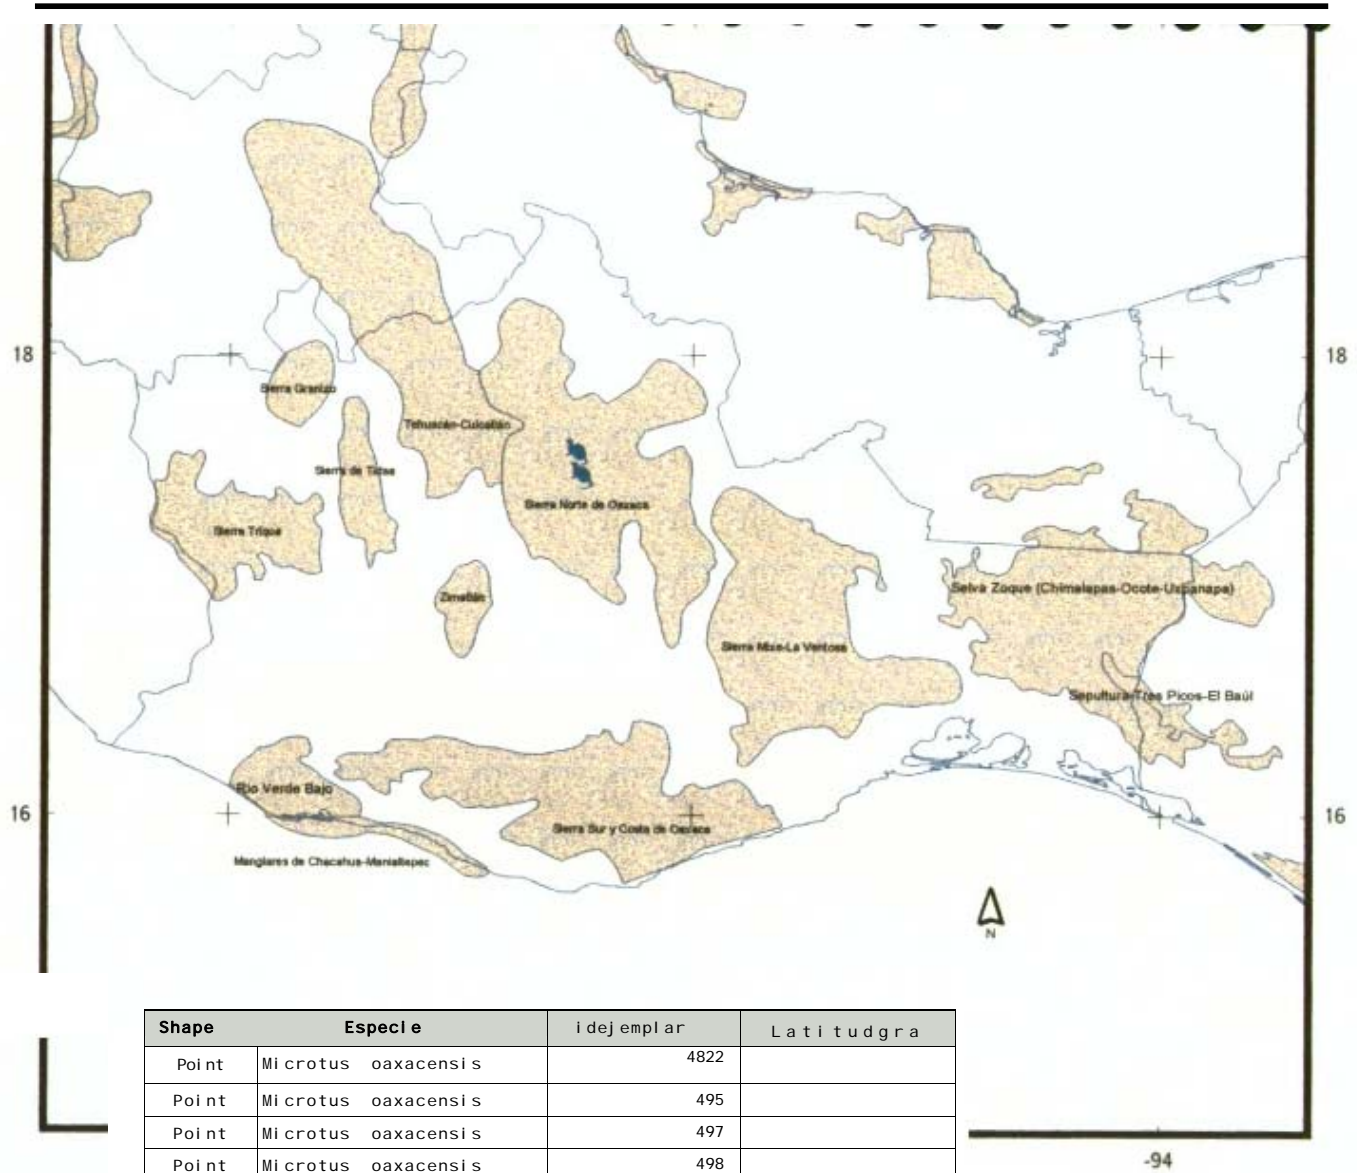 18
18
Sierra Granizo
Tehuacán-Cuicatlán
Sierra de Tidaa
Sierra Norte de Oaxaca
Sierra Trique
Zimatlán
Selva Zoque (Chimalapas-Ocote-Uxpanapa)
Sierra Mixe-La Ventosa
Sepultura-Tres Picos-El Baúl
Río Verde Bajo
16
16
Sierra Sur y Costa de Oaxaca
Manglares de Chacahua-Manialtepec
N
Shape Especie idejemplar Latitudgra
Point Microtus oaxacensis 4822
Point Microtus oaxacensis 495
Point Microtus oaxacensis 497
Point Microtus oaxacensis 498
-94